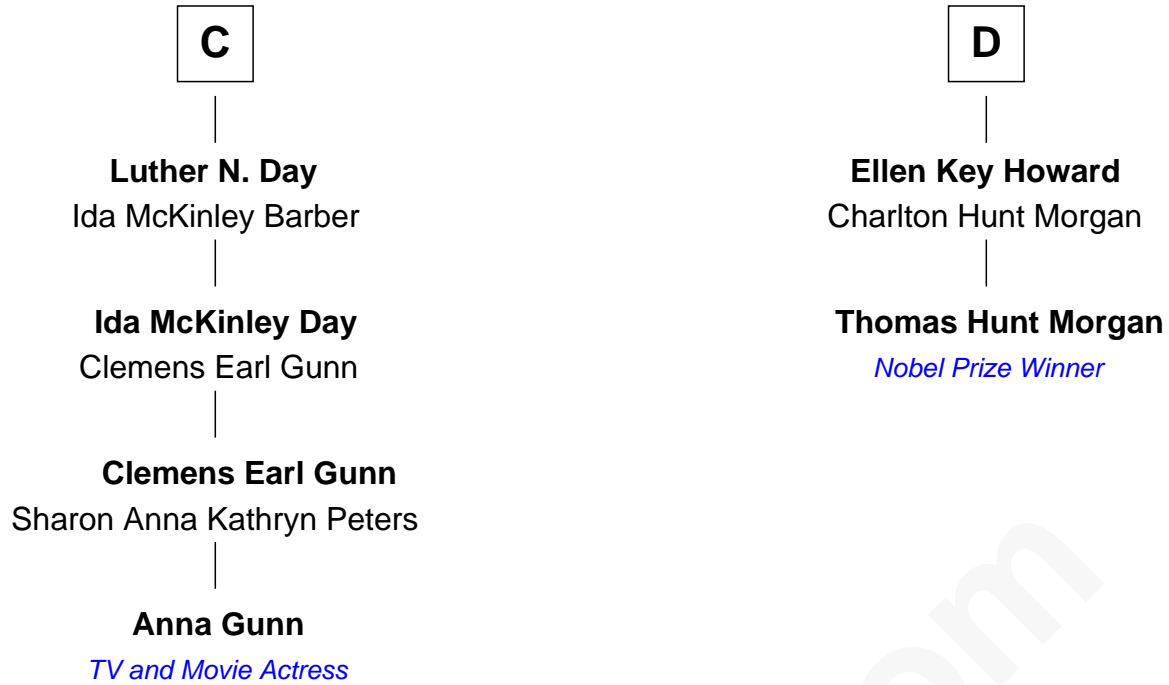 C
Luther N. Day
Ida McKinley Barber
Ida McKinley Day
Clemens Earl Gunn
Clemens Earl Gunn
Sharon Anna Kathryn Peters
Anna Gunn
TV and Movie Actress
D
Ellen Key Howard
Charlton Hunt Morgan
Thomas Hunt Morgan
Nobel Prize Winner
om